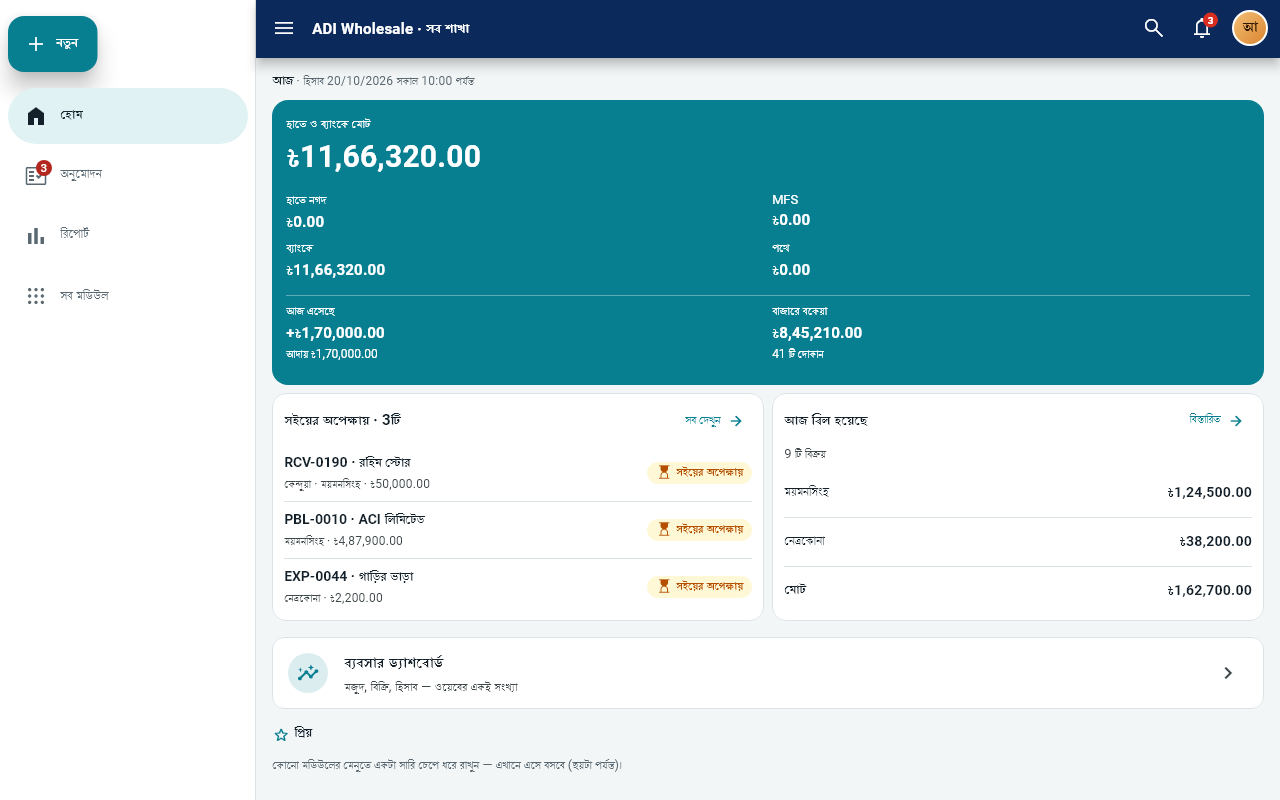 নতুন
হোম
3
অনুমোদন
রিপোর্ট
সব মডিউল
ADI Wholesale · সব শাখা
3
আ
আজ · হিসাব 20/10/2026 সকাল 10:00 পর্যন্ত
হাতে ও ব্যাংকে মোট
৳11,66,320.00
হাতে নগদ
৳0.00
MFS
৳0.00
ব্যাংকে
৳11,66,320.00
পথে
৳0.00
আজ এসেছে
+৳1,70,000.00
আদায় ৳1,70,000.00
বাজারে বকেয়া
৳8,45,210.00
41 টি দোকান
সইয়ের অপেক্ষায় · 3টি
সব দেখুন
RCV-0190 · রহিম স্টোর
কেন্দুয়া · ময়মনসিংহ · ৳50,000.00
সইয়ের অপেক্ষায়
PBL-0010 · ACI লিমিটেড
ময়মনসিংহ · ৳4,87,900.00
সইয়ের অপেক্ষায়
EXP-0044 · গাড়ির ভাড়া
নেত্রকোনা · ৳2,200.00
সইয়ের অপেক্ষায়
আজ বিল হয়েছে
বিস্তারিত
9 টি বিক্রয়
ময়মনসিংহ ৳1,24,500.00
নেত্রকোনা ৳38,200.00
মোট ৳1,62,700.00
ব্যবসার ড্যাশবোর্ড
মজুদ, বিক্রি, হিসাব — ওয়েবের একই সংখ্যা
প্রিয়
কোনো মডিউলের মেনুতে একটা সারি চেপে ধরে রাখুন — এখানে এসে বসবে (ছয়টা পর্যন্ত)।